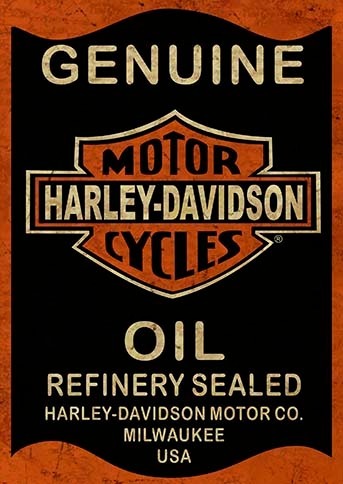 GENUINE
MOTOR
HARLEY-DAVIDSON
CYCLES
®
OIL
REFINERY SEALED
HARLEY-DAVIDSON MOTOR CO.
MILWAUKEE
USA